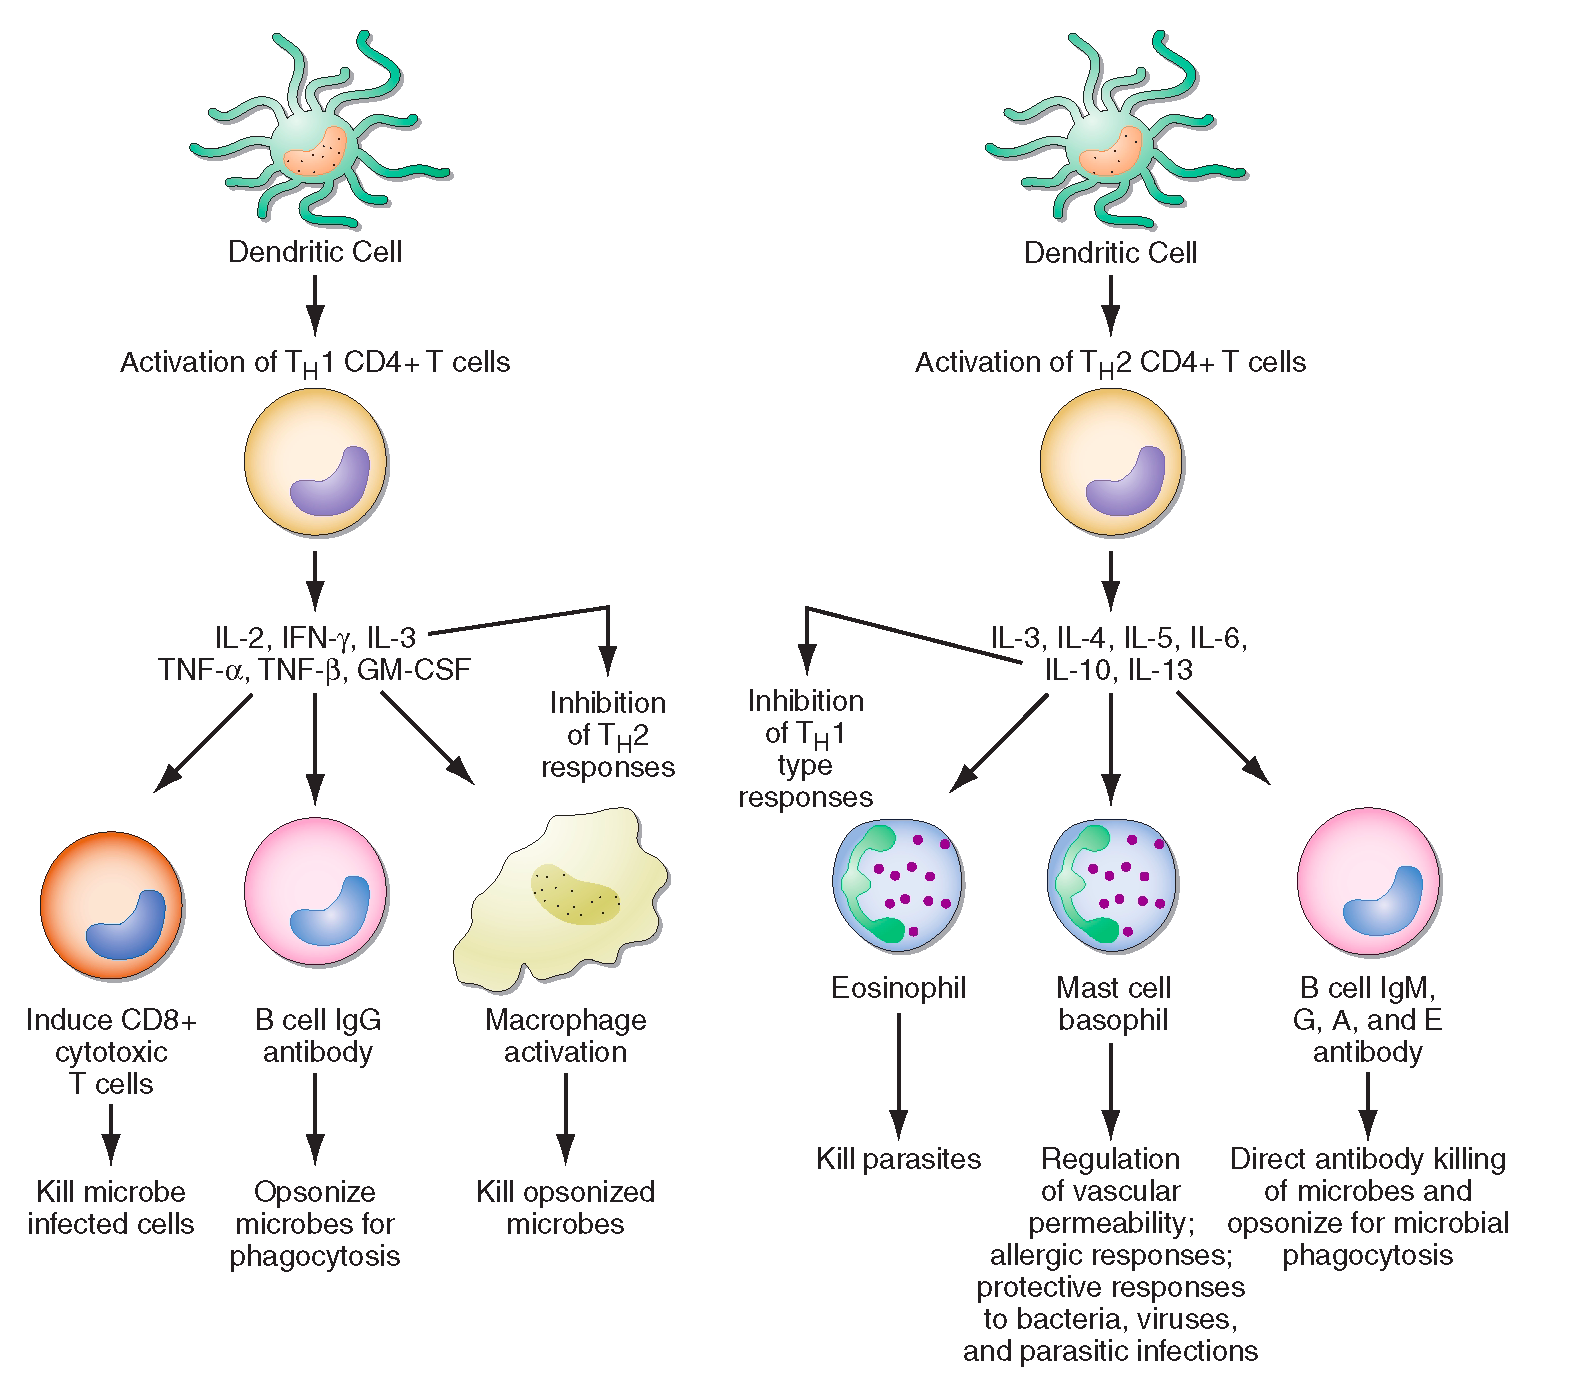 Dendritic Cell
Activation of TH1 CD4+ T cells
IL-2, IFN-γ, IL-3
TNF-α, TNF-β, GM-CSF
Inhibition
of TH2
responses
Induce CD8+
cytotoxic
T cells
Kill microbe
infected cells
B cell IgG
antibody
Opsonize
microbes for
phagocytosis
Macrophage
activation
Kill opsonized
microbes
Dendritic Cell
Activation of TH2 CD4+ T cells
IL-3, IL-4, IL-5, IL-6,
IL-10, IL-13
Inhibition
of TH1
type
responses
Eosinophil
Kill parasites
Mast cell
basophil
Regulation
of vascular
permeability;
allergic responses;
protective responses
to bacteria, viruses,
and parasitic infections
B cell IgM,
G, A, and E
antibody
Direct antibody killing
of microbes and
opsonize for microbial
phagocytosis